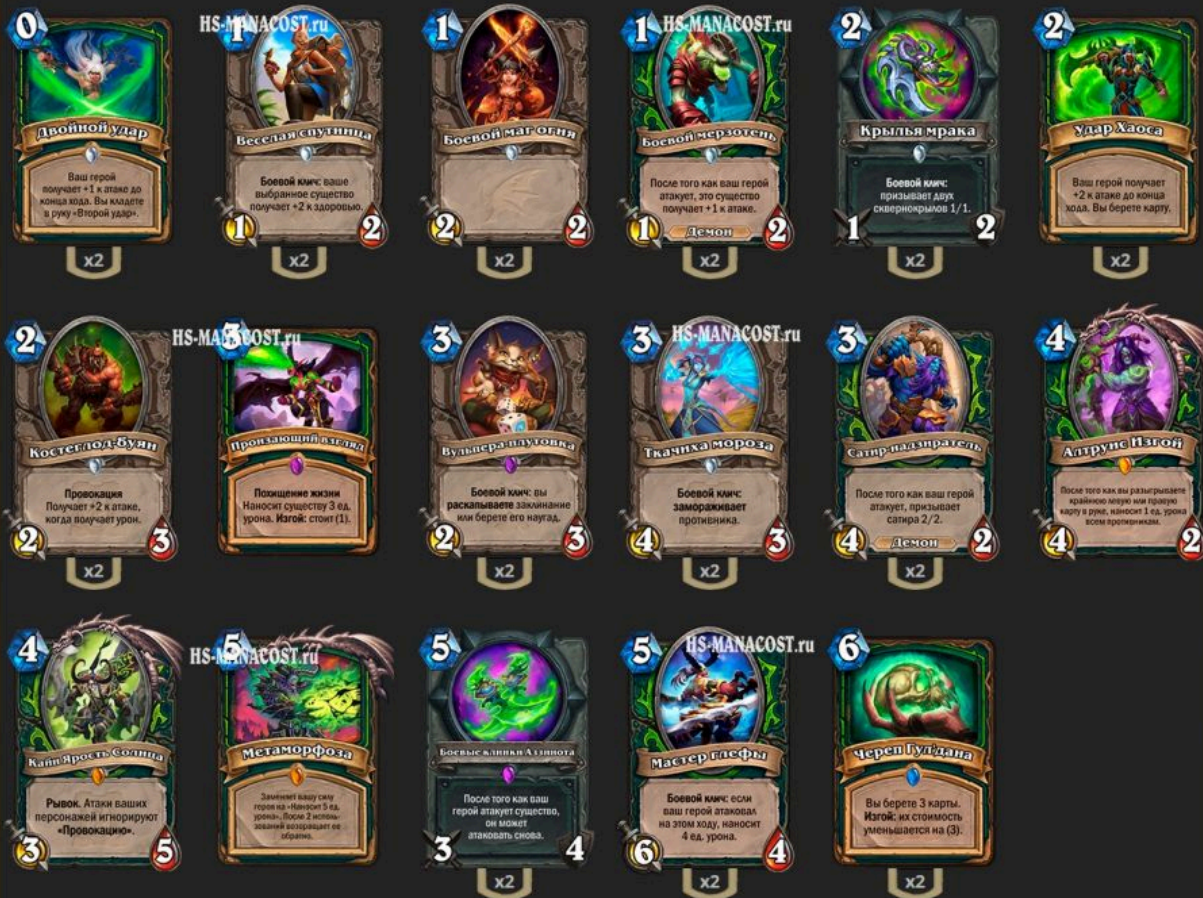 0
HS-MANACOST.ru
1
1
HS-MANACOST.ru
1
2
2
Двойной удар
Веселая спутница
Боевой маг огня
Боевой мерзотень
Крылья мрака
Удар Хаоса
Ваш герой
получает +1 к атаке до
конца хода. Вы кладете
в руку «Второй удар».
Боевой клич: ваше
выбранное существо
получает +2 к здоровью.
1
2
2
2
После того как ваш герой
атакует, это существо
получает +1 к атаке.
1
Демон
2
Боевой клич:
призывает двух
сквернокрылов 1/1.
1
2
Ваш герой получает
+2 к атаке до конца
хода. Вы берете карту.
x2
x2
x2
x2
x2
x2
2
HS-MANACOST.ru
3
HS-MANACOST.ru
3
3
4
Костеглод-буян
Пронзающий взгляд
Вульпера-плутовка
Ткачиха мороза
Сатир-надзиратель
Алтруис Изгой
Провокация
Получает +2 к атаке,
когда получает урон.
2
3
Похищение жизни
Наносит существу 3 ед.
урона. Изгой: стоит (1).
Боевой клич: вы
раскапываете заклинание
или берете его наугад.
2
3
Боевой клич:
замораживает
противника.
4
3
После того как ваш герой
атакует, призывает
сатира 2/2.
4
Демон
2
После того как вы разыгрываете
крайнюю левую или правую
карту в руке, наносит 1 ед. урона
всем противникам.
4
2
x2
x2
x2
x2
4
HS-MANACOST.ru
5
5
5
HS-MANACOST.ru
6
Кайн Ярость Солнца
Метаморфоза
Боевые клинки Аззинота
Мастер глефы
Череп Гул'дана
Рывок. Атаки ваших
персонажей игнорируют
«Провокацию».
3
5
Заменяет вашу силу
героя на «Наносит 5 ед.
урона». После 2 исполь-
зований возвращает ее
обратно.
После того как ваш
герой атакует существо,
он может
атаковать снова.
3
4
Боевой клич: если
ваш герой атаковал
на этом ходу, наносит
4 ед. урона.
6
4
Вы берете 3 карты.
Изгой: их стоимость
уменьшается на (3).
x2
x2
x2